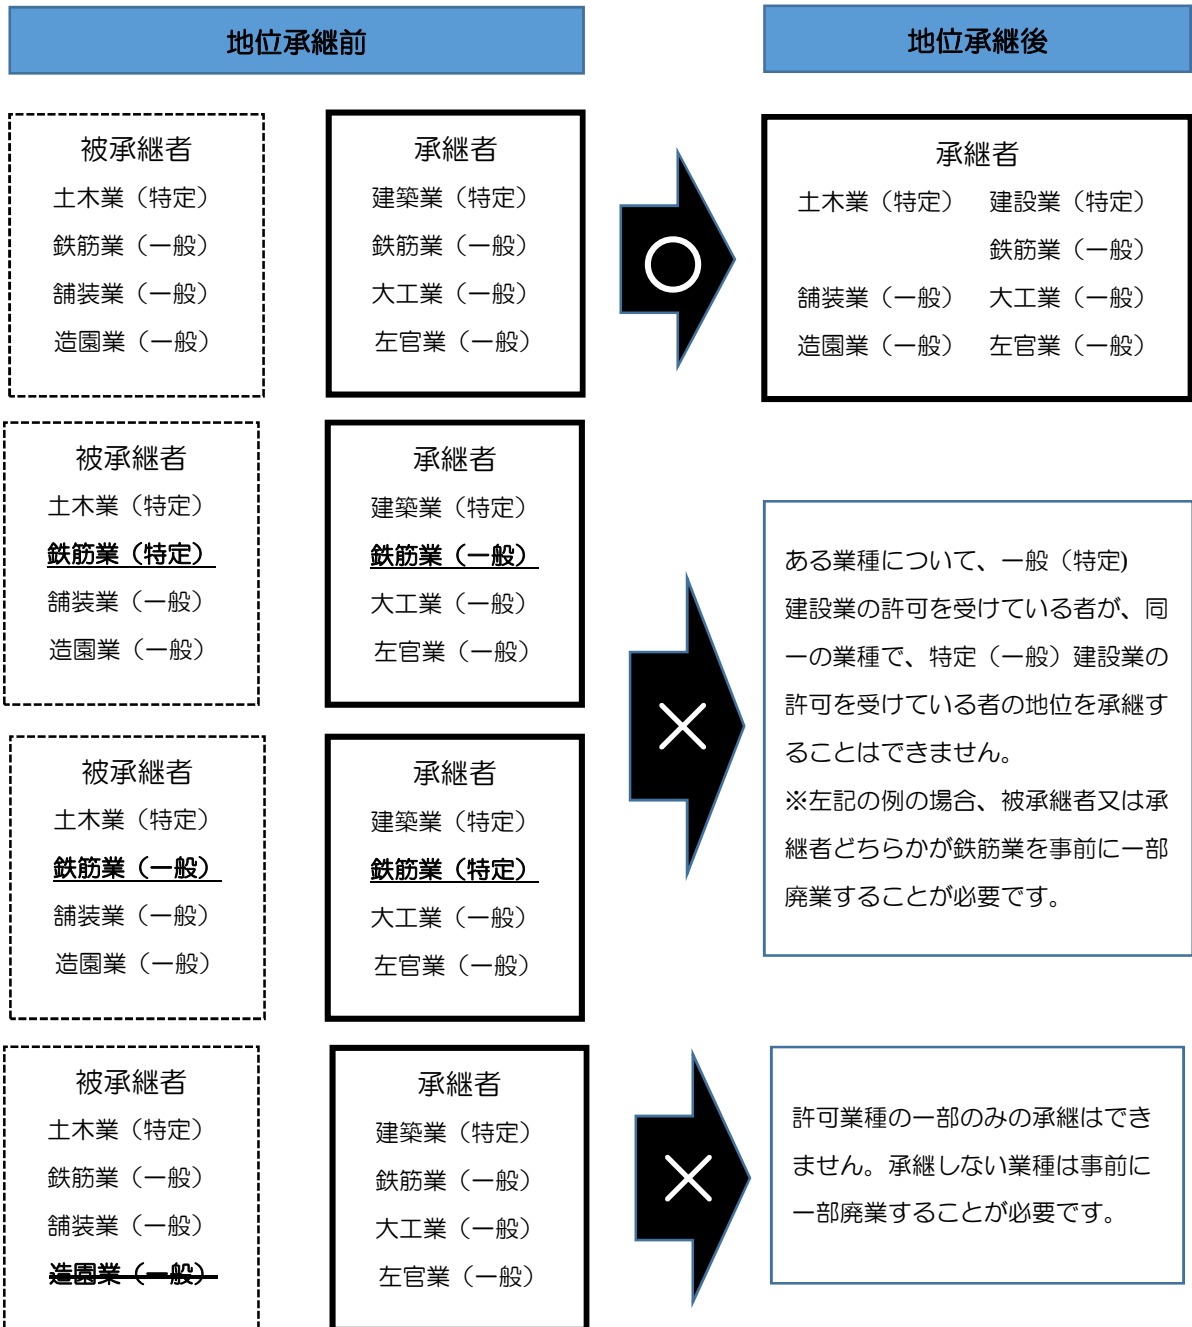 地位承継前
地位承継後
被承継者
土木業（特定）
鉄筋業（一般）
舗装業（一般）
造園業（一般）
承継者
建築業（特定）
鉄筋業（一般）
大工業（一般）
左官業（一般）
○
承継者
土木業（特定）　建設業（特定）
鉄筋業（一般）
舗装業（一般）　大工業（一般）
造園業（一般）　左官業（一般）
被承継者
土木業（特定）
鉄筋業（特定）
舗装業（一般）
造園業（一般）
承継者
建築業（特定）
鉄筋業（一般）
大工業（一般）
左官業（一般）
被承継者
土木業（特定）
鉄筋業（一般）
舗装業（一般）
造園業（一般）
承継者
建築業（特定）
鉄筋業（特定）
大工業（一般）
左官業（一般）
×
ある業種について、一般（特定)
建設業の許可を受けている者が、同
一の業種で、特定（一般）建設業の
許可を受けている者の地位を承継す
ることはできません。
※左記の例の場合、被承継者又は承
継者どちらかが鉄筋業を事前に一部
廃業することが必要です。
被承継者
土木業（特定）
鉄筋業（一般）
舗装業（一般）
造園業（一般）
承継者
建築業（特定）
鉄筋業（一般）
大工業（一般）
左官業（一般）
×
許可業種の一部のみの承継はでき
ません。承継しない業種は事前に
一部廃業することが必要です。